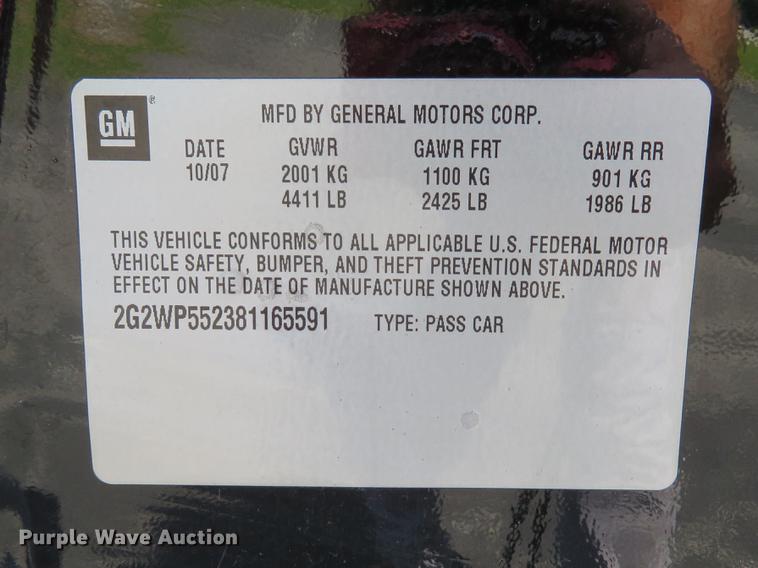 GM®
MFD BY GENERAL MOTORS CORP.
DATE GVWR GAWR FRT GAWR RR
10/07 2001 KG 1100 KG 901 KG
4411 LB 2425 LB 1986 LB
THIS VEHICLE CONFORMS TO ALL APPLICABLE U.S. FEDERAL MOTOR
VEHICLE SAFETY, BUMPER, AND THEFT PREVENTION STANDARDS IN
EFFECT ON THE DATE OF MANUFACTURE SHOWN ABOVE.
2G2WP552381165591 TYPE: PASS CAR
Purple Wave Auction